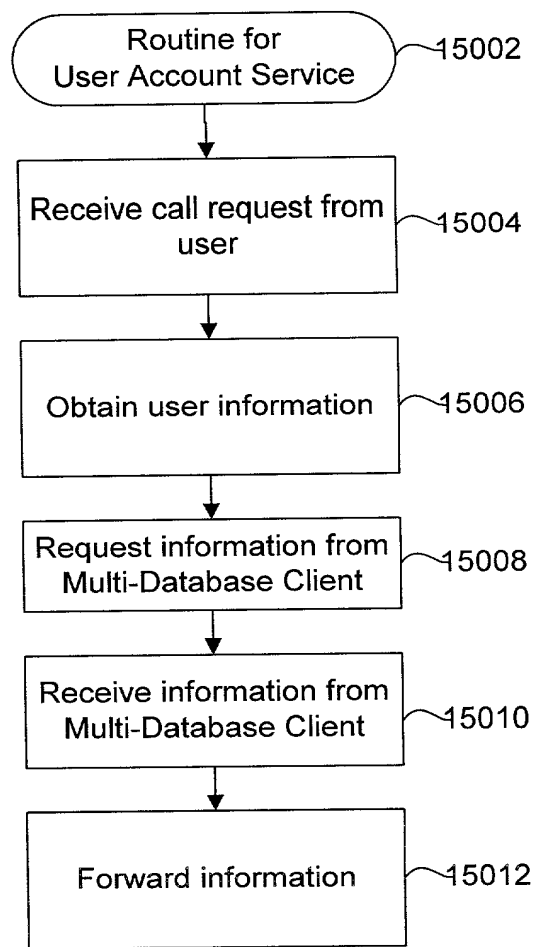 Routine for
User Account Service
15002
Receive call request from
user
15004
Obtain user information
15006
Request information from
Multi-Database Client
15008
Receive information from
Multi-Database Client
15010
Forward information
15012